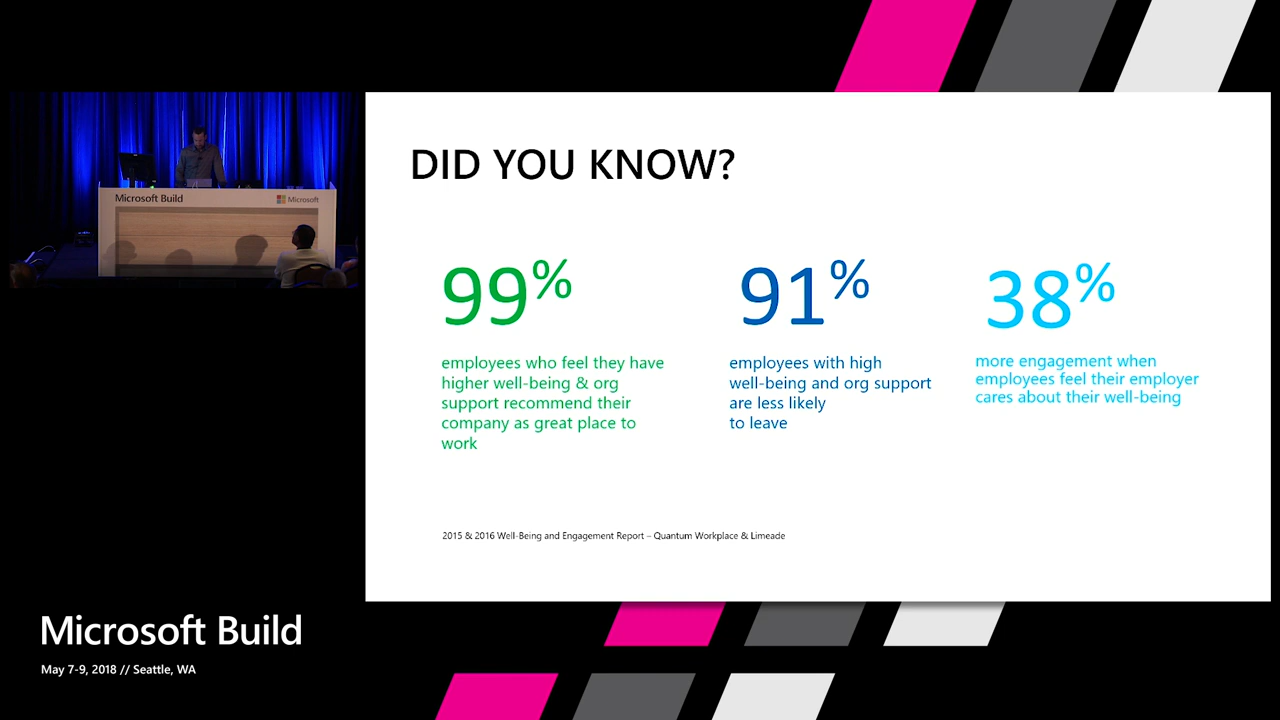 Microsoft Build
Microsoft
DID YOU KNOW?
99%
employees who feel they have
higher well-being & org
support recommend their
company as great place to
work
91%
employees with high
well-being and org support
are less likely
to leave
38%
more engagement when
employees feel their employer
cares about their well-being
2015 & 2016 Well-Being and Engagement Report – Quantum Workplace & Limeade
Microsoft Build
May 7-9, 2018 // Seattle, WA